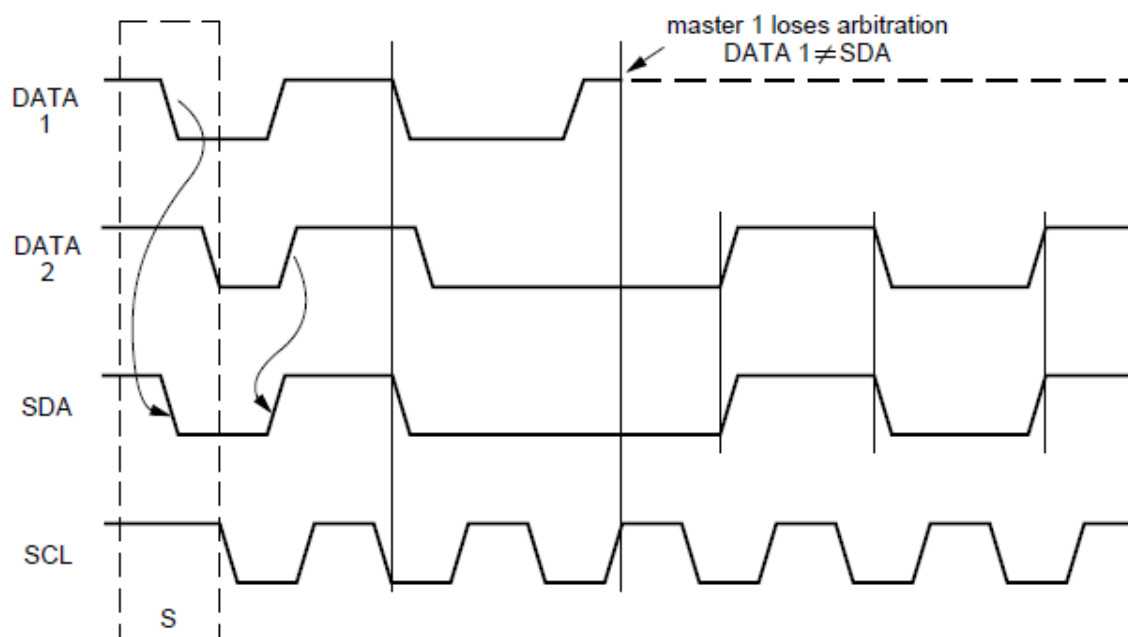 master 1 loses arbitration
DATA 1≠SDA
DATA
1
DATA
2
SDA
SCL
S